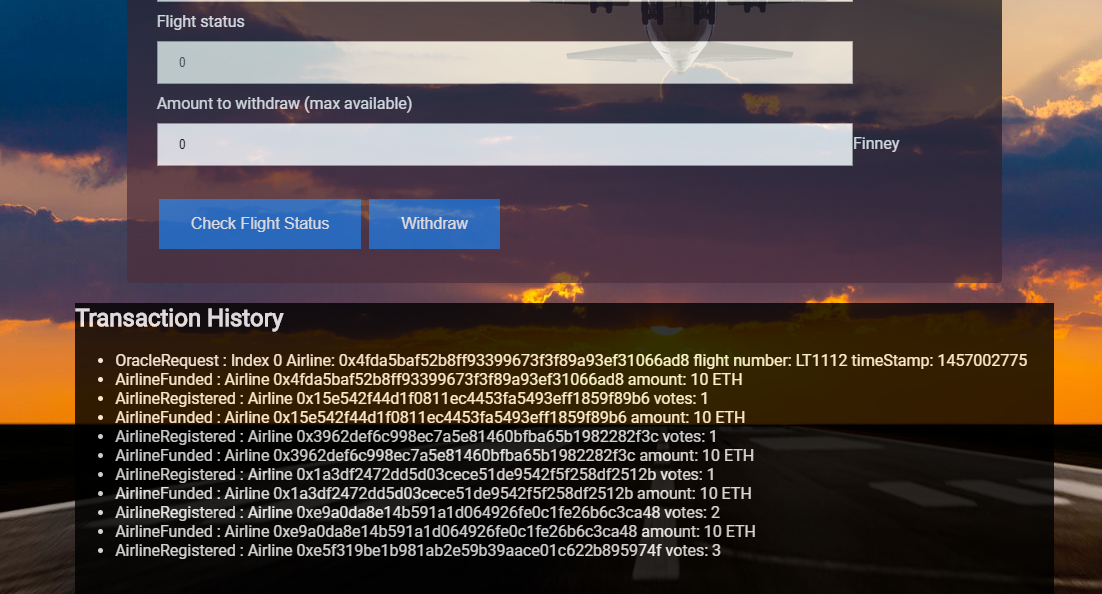 Flight status
0
Amount to withdraw (max available)
0 Finney
Check Flight Status Withdraw
Transaction History
OracleRequest : Index 0 Airline: 0x4fda5baf52b8ff93399673f3f89a93ef31066ad8 flight number: LT1112 timeStamp: 1457002775
AirlineFunded : Airline 0x4fda5baf52b8ff93399673f3f89a93ef31066ad8 amount: 10 ETH
AirlineRegistered : Airline 0x15e542f44d1f0811ec4453fa5493eff1859f89b6 votes: 1
AirlineFunded : Airline 0x15e542f44d1f0811ec4453fa5493eff1859f89b6 amount: 10 ETH
AirlineRegistered : Airline 0x3962def6c998ec7a5e81460bfba65b1982282f3c votes: 1
AirlineFunded : Airline 0x3962def6c998ec7a5e81460bfba65b1982282f3c amount: 10 ETH
AirlineRegistered : Airline 0x1a3df2472dd5d03cece51de9542f5f258df2512b votes: 1
AirlineFunded : Airline 0x1a3df2472dd5d03cece51de9542f5f258df2512b amount: 10 ETH
AirlineRegistered : Airline 0xe9a0da8e14b591a1d064926fe0c1fe26b6c3ca48 votes: 2
AirlineFunded : Airline 0xe9a0da8e14b591a1d064926fe0c1fe26b6c3ca48 amount: 10 ETH
AirlineRegistered : Airline 0xe5f319be1b981ab2e59b39aace01c622b895974f votes: 3